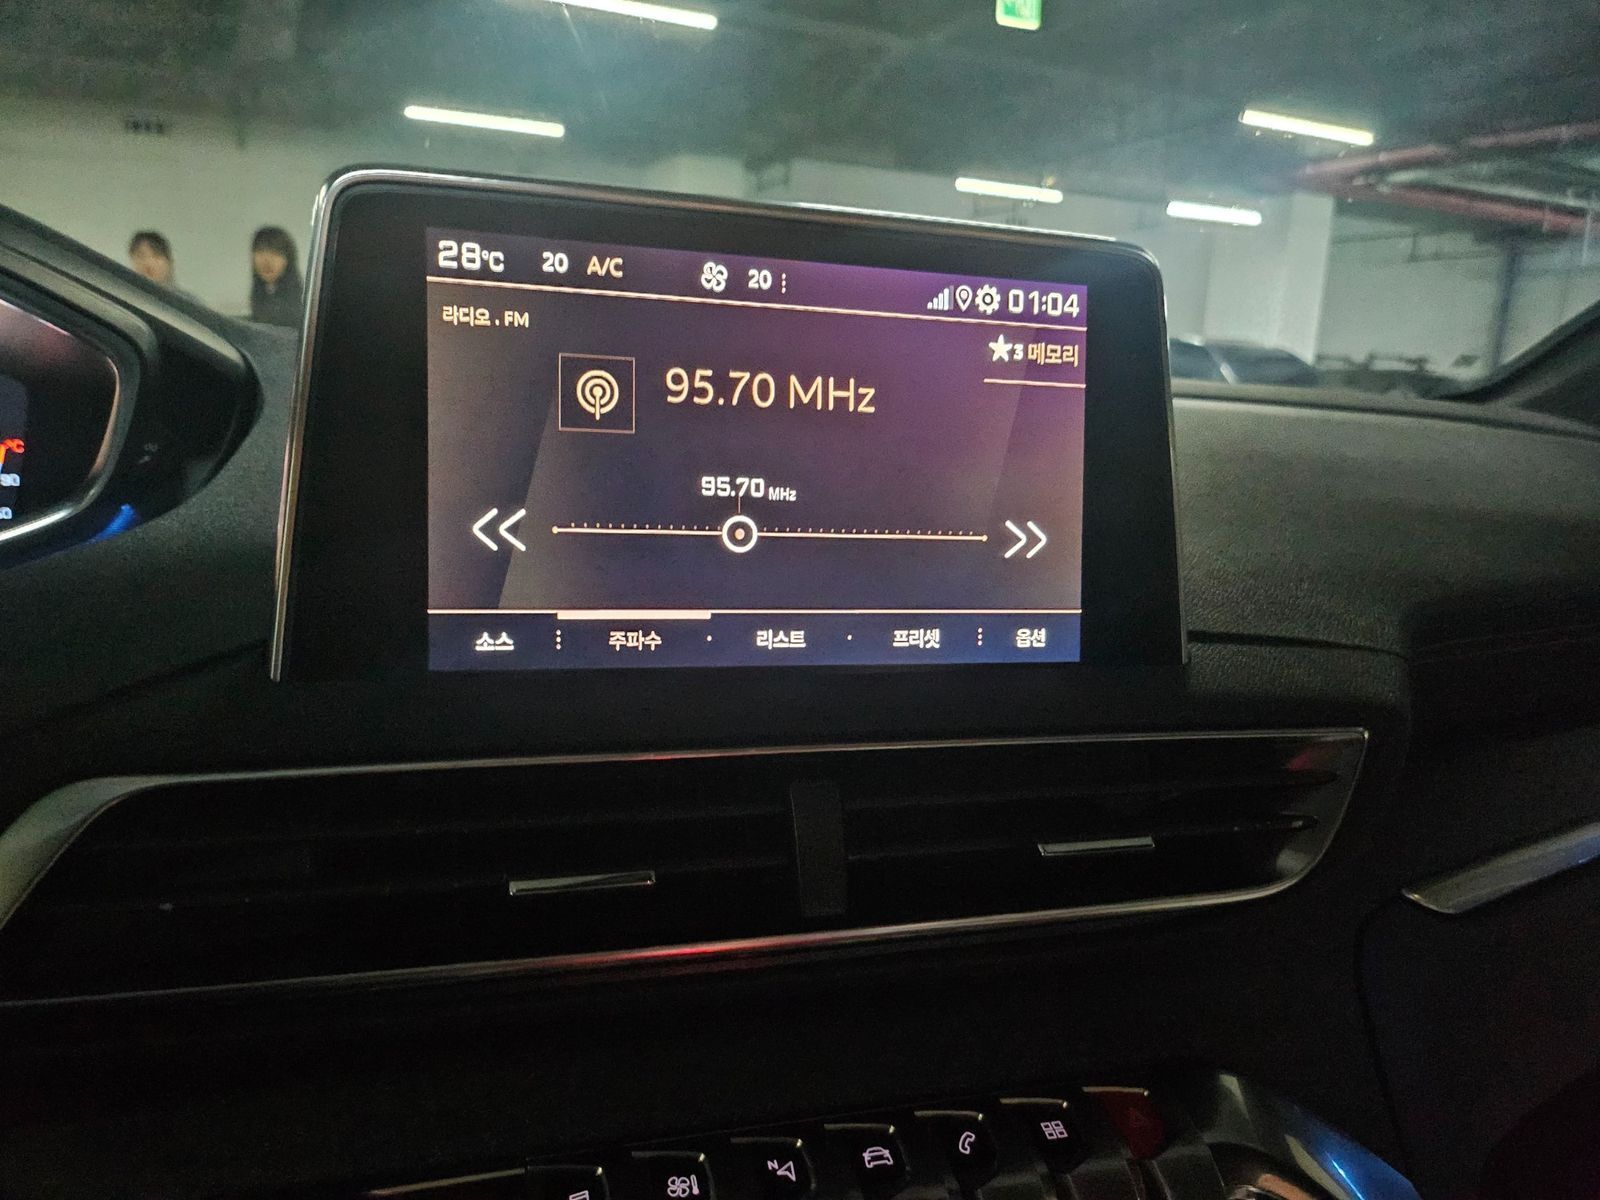 28°C 20 A/C 20 01:04
라디오 . FM
3 메모리
95.70 MHz
95.70 MHz
소스 주파수 리스트 프리셋 옵션
°C
90
N